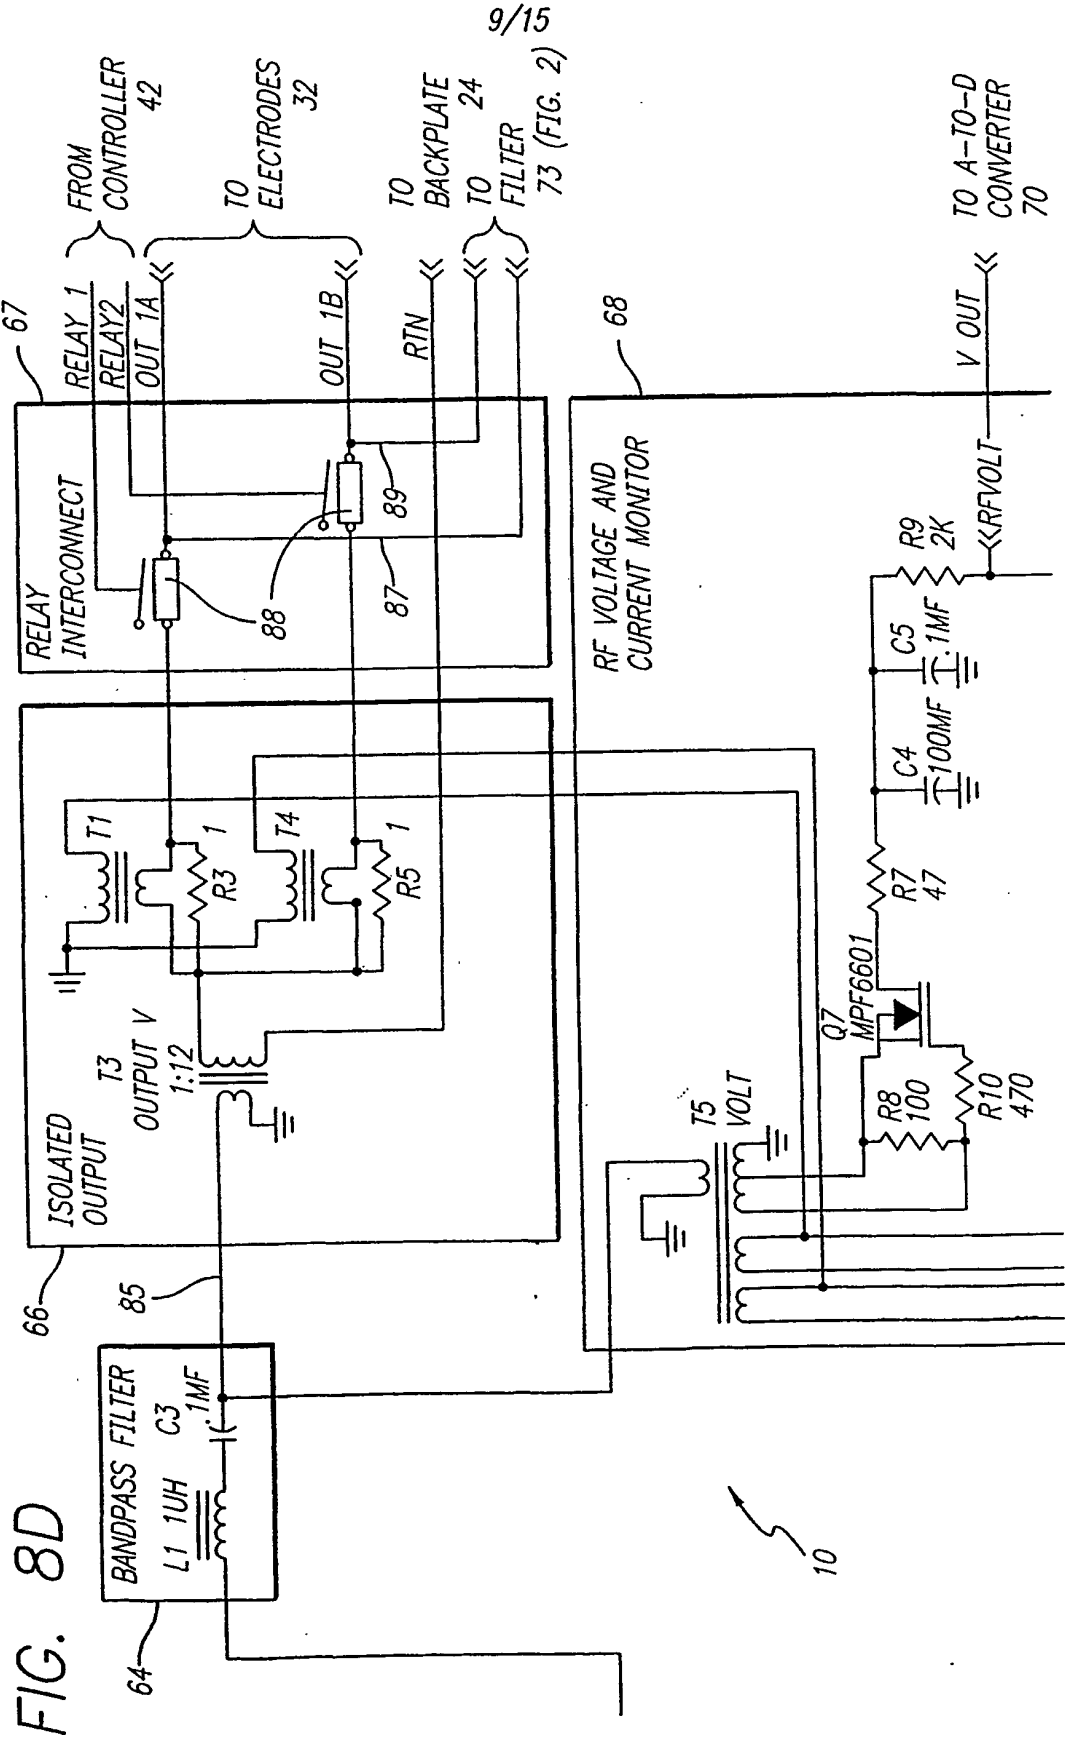 9/15
FIG. 8D
64
BANDPASS FILTER
L1 1UH
C3
.1MF
85
66
ISOLATED
OUTPUT
T3
OUTPUT V
1:12
T1
R3
1
T4
R5
1
67
RELAY
INTERCONNECT
88
87
89
RELAY 1
RELAY2
OUT 1A
OUT 1B
RTN
FROM
CONTROLLER
42
TO
ELECTRODES
32
TO
BACKPLATE
24
TO
FILTER
73 (FIG. 2)
68
RF VOLTAGE AND
CURRENT MONITOR
T5
VOLT
R8
100
R10
470
Q7
MPF6601
R7
47
C4
100MF
C5
.1MF
R9
2K
RFVOLT
V OUT
TO A-TO-D
CONVERTER
70
10